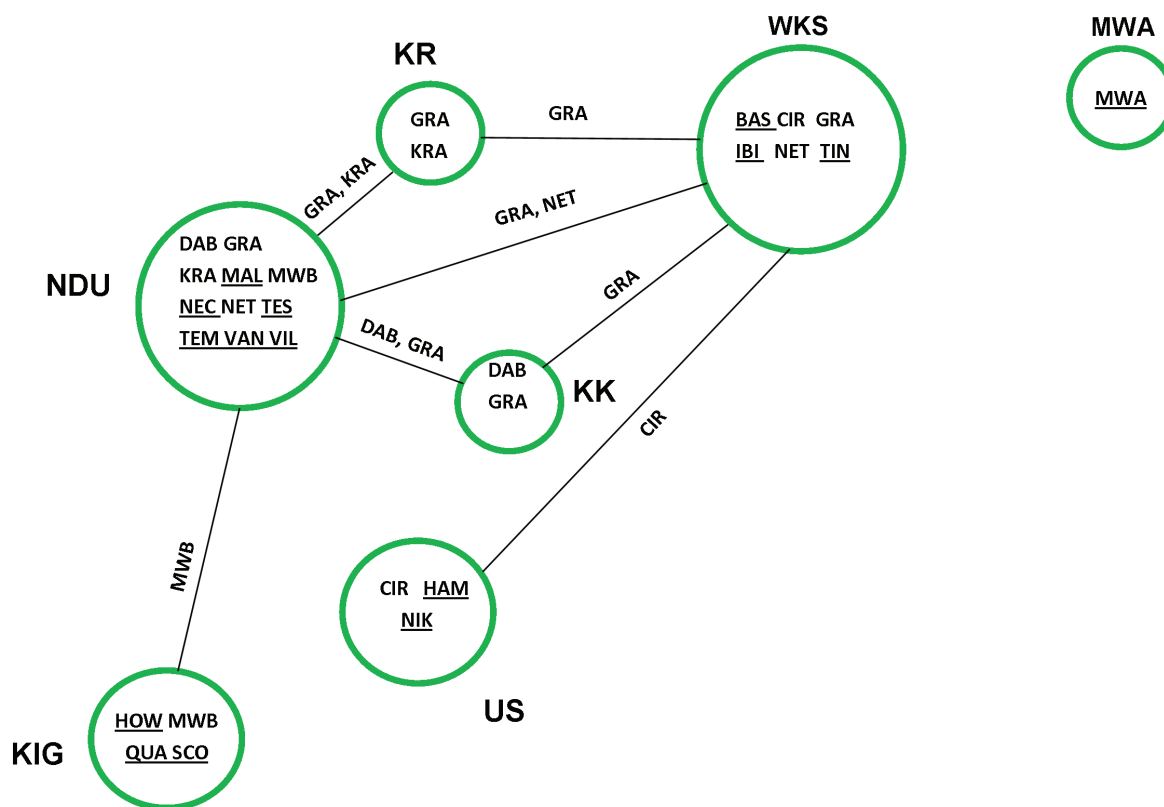 WKS
MWA
KR
GRA
KRA
GRA
BAS CIR GRA
IBI NET TIN
MWA
GRA, KRA
GRA, NET
NDU
DAB GRA
KRA MAL MWB
NEC NET TES
TEM VAN VIL
GRA
DAB, GRA
DAB
GRA
KK
CIR
MWB
CIR HAM
NIK
US
KIG
HOW MWB
QUA SCO